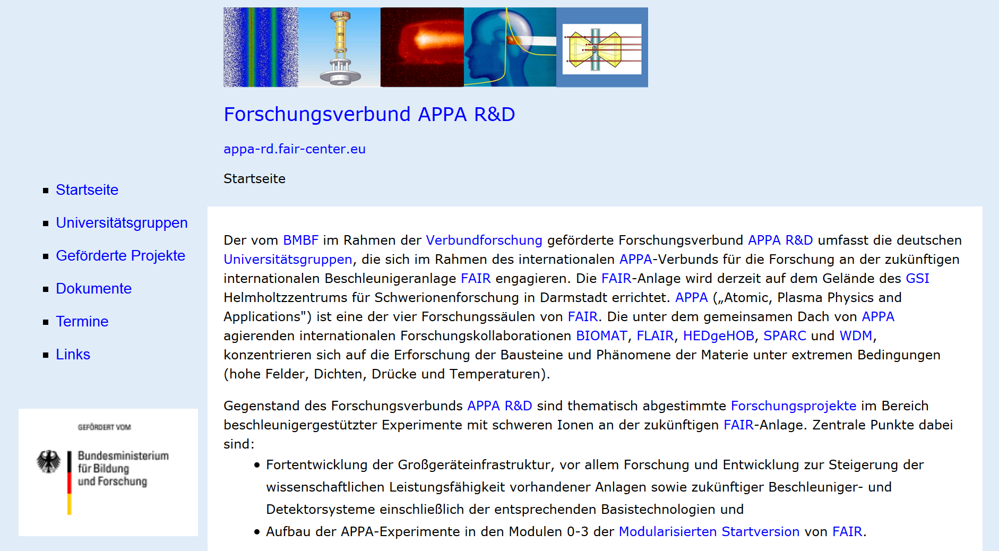 Forschungsverbund APPA R&D
appa-rd.fair-center.eu
Startseite
Startseite
Universitätsgruppen
Geförderte Projekte
Dokumente
Termine
Links
GEFÖRDERT VOM
Bundesministerium
für Bildung
und Forschung
Der vom BMBF im Rahmen der Verbundforschung geförderte Forschungsverbund APPA R&D umfasst die deutschen
Universitätsgruppen, die sich im Rahmen des internationalen APPA-Verbunds für die Forschung an der zukünftigen
internationalen Beschleunigeranlage FAIR engagieren. Die FAIR-Anlage wird derzeit auf dem Gelände des GSI
Helmholtzzentrums für Schwerionenforschung in Darmstadt errichtet. APPA („Atomic, Plasma Physics and
Applications") ist eine der vier Forschungssäulen von FAIR. Die unter dem gemeinsamen Dach von APPA
agierenden internationalen Forschungskollaborationen BIOMAT, FLAIR, HEDgeHOB, SPARC und WDM,
konzentrieren sich auf die Erforschung der Bausteine und Phänomene der Materie unter extremen Bedingungen
(hohe Felder, Dichten, Drücke und Temperaturen).
Gegenstand des Forschungsverbunds APPA R&D sind thematisch abgestimmte Forschungsprojekte im Bereich
beschleunigergestützter Experimente mit schweren Ionen an der zukünftigen FAIR-Anlage. Zentrale Punkte dabei
sind:
Fortentwicklung der Großgeräteinfrastruktur, vor allem Forschung und Entwicklung zur Steigerung der
wissenschaftlichen Leistungsfähigkeit vorhandener Anlagen sowie zukünftiger Beschleuniger- und
Detektorsysteme einschließlich der entsprechenden Basistechnologien und
Aufbau der APPA-Experimente in den Modulen 0-3 der Modularisierten Startversion von FAIR.